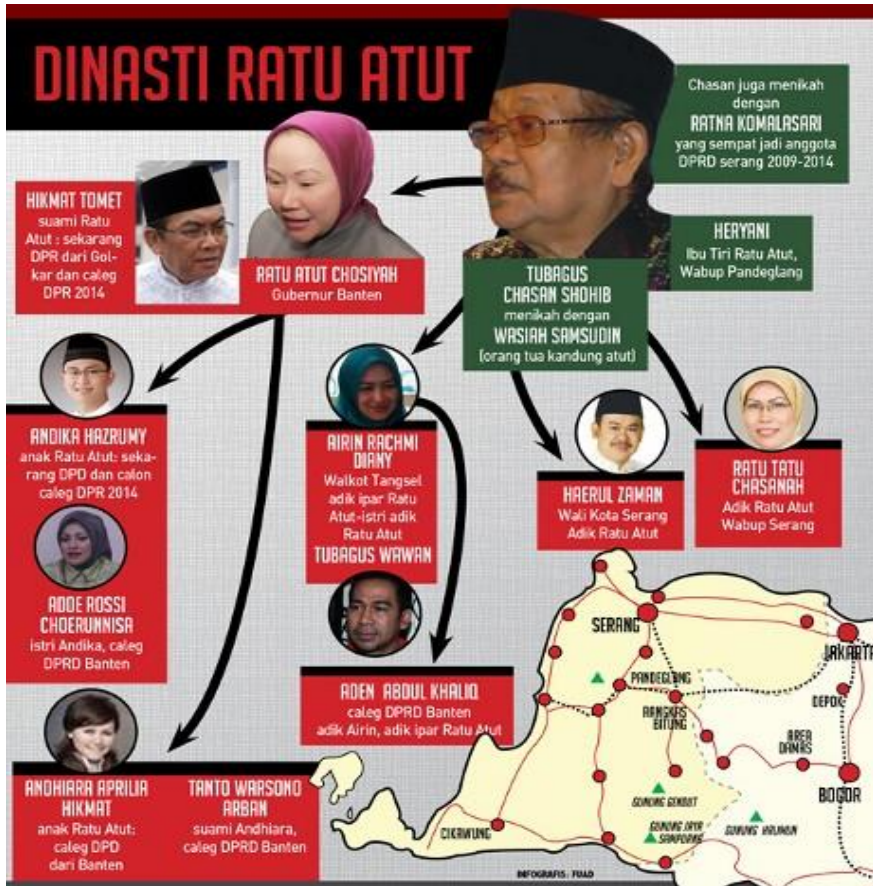 DINASTI RATU ATUT
Chasan juga menikah
dengan
RATNA KOMALASARI
yang sempat jadi anggota
DPRD serang 2009-2014
HIKMAT TOMET
suami Ratu
Atut : sekarang
DPR dari Gol-
kar dan caleg
DPR 2014
RATU ATUT CHOSIYAH
Gubernur Banten
HERYANI
Ibu Tiri Ratu Atut,
Wabup Pandeglang
TUBAGUS
CHASAN SHOHIB
menikah dengan
WASIAH SAMSUDIN
(orang tua kandung atut)
ANDIKA HAZRUMY
anak Ratu Atut: seka-
rang DPD dan calon
caleg DPR 2014
ADDE ROSSI
CHOERUNNISA
istri Andika, caleg
DPRD Banten
AIRIN RACHMI
DIANY
Walkot Tangsel
adik ipar Ratu
Atut-istri adik
Ratu Atut
TUBAGUS WAWAN
HAERUL ZAMAN
Wali Kota Serang
Adik Ratu Atut
RATU TATU
CHASANAH
Adik Ratu Atut
Wabup Serang
ADEN ABDUL KHALIQ
caleg DPRD Banten
adik Airin, adik ipar Ratu Atut
ANDHIARA APRILIA
HIKMAT
anak Ratu Atut:
caleg DPD
dari Banten
TANTO WARSONO
ARBAN
suami Andhiara,
caleg DPRD Banten
SERANG
JAKARTA
PANDEGLANG
DEPOK
RANGKAS
BITUNG
AREA
DAMAS
BOGOR
GUNUNG GENDUT
CIKAWUNG
GUNUNG JAYA
SAMPORNG
GUNUNG HALIMUN
INFOGRAFIS: FUAD